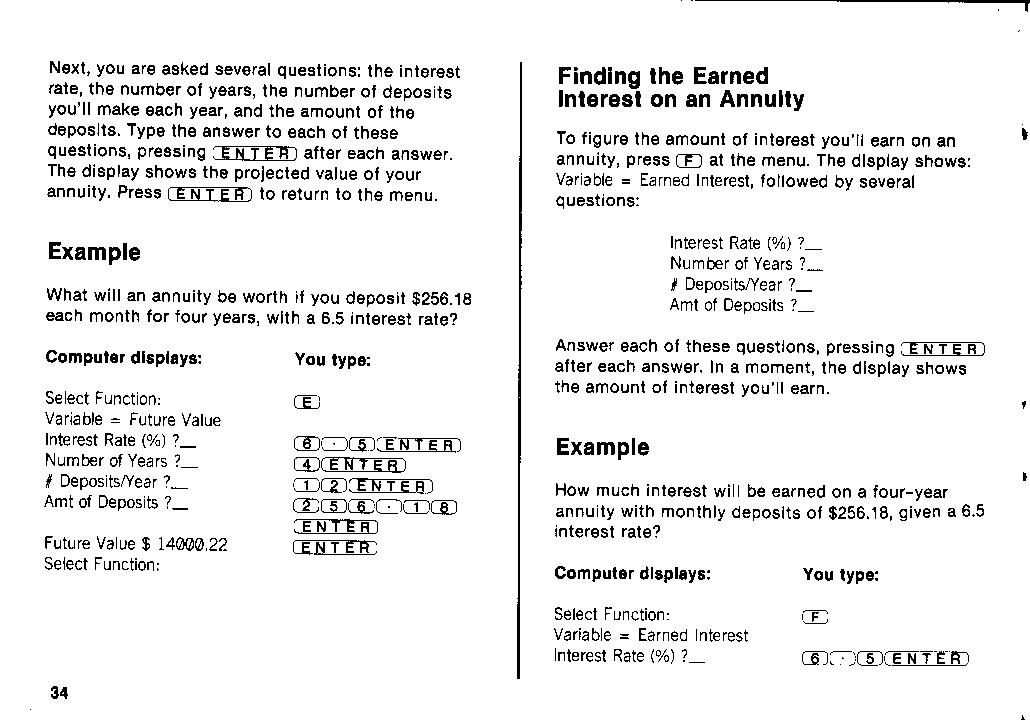 Next, you are asked several questions: the interest
rate, the number of years, the number of deposits
you'll make each year, and the amount of the
deposits. Type the answer to each of these
questions, pressing ENTER after each answer.
The display shows the projected value of your
annuity. Press ENTER to return to the menu.
Example
What will an annuity be worth if you deposit $256.18
each month for four years, with a 6.5 interest rate?
Computer displays: You type:
Select Function: E
Variable = Future Value
Interest Rate (%) ?_ 6 . 5 ENTER
Number of Years ?_ 4 ENTER
# Deposits/Year ?_ 1 2 ENTER
Amt of Deposits ?_ 2 5 6 . 1 8
ENTER
Future Value $ 14000.22 ENTER
Select Function:
34
Finding the Earned
Interest on an Annuity
To figure the amount of interest you'll earn on an
annuity, press F at the menu. The display shows:
Variable = Earned Interest, followed by several
questions:
Interest Rate (%) ?_
Number of Years ?_
# Deposits/Year ?_
Amt of Deposits ?_
Answer each of these questions, pressing ENTER
after each answer. In a moment, the display shows
the amount of interest you'll earn.
Example
How much interest will be earned on a four-year
annuity with monthly deposits of $256.18, given a 6.5
interest rate?
Computer displays: You type:
Select Function: F
Variable = Earned Interest
Interest Rate (%) ?_ 6 . 5 ENTER